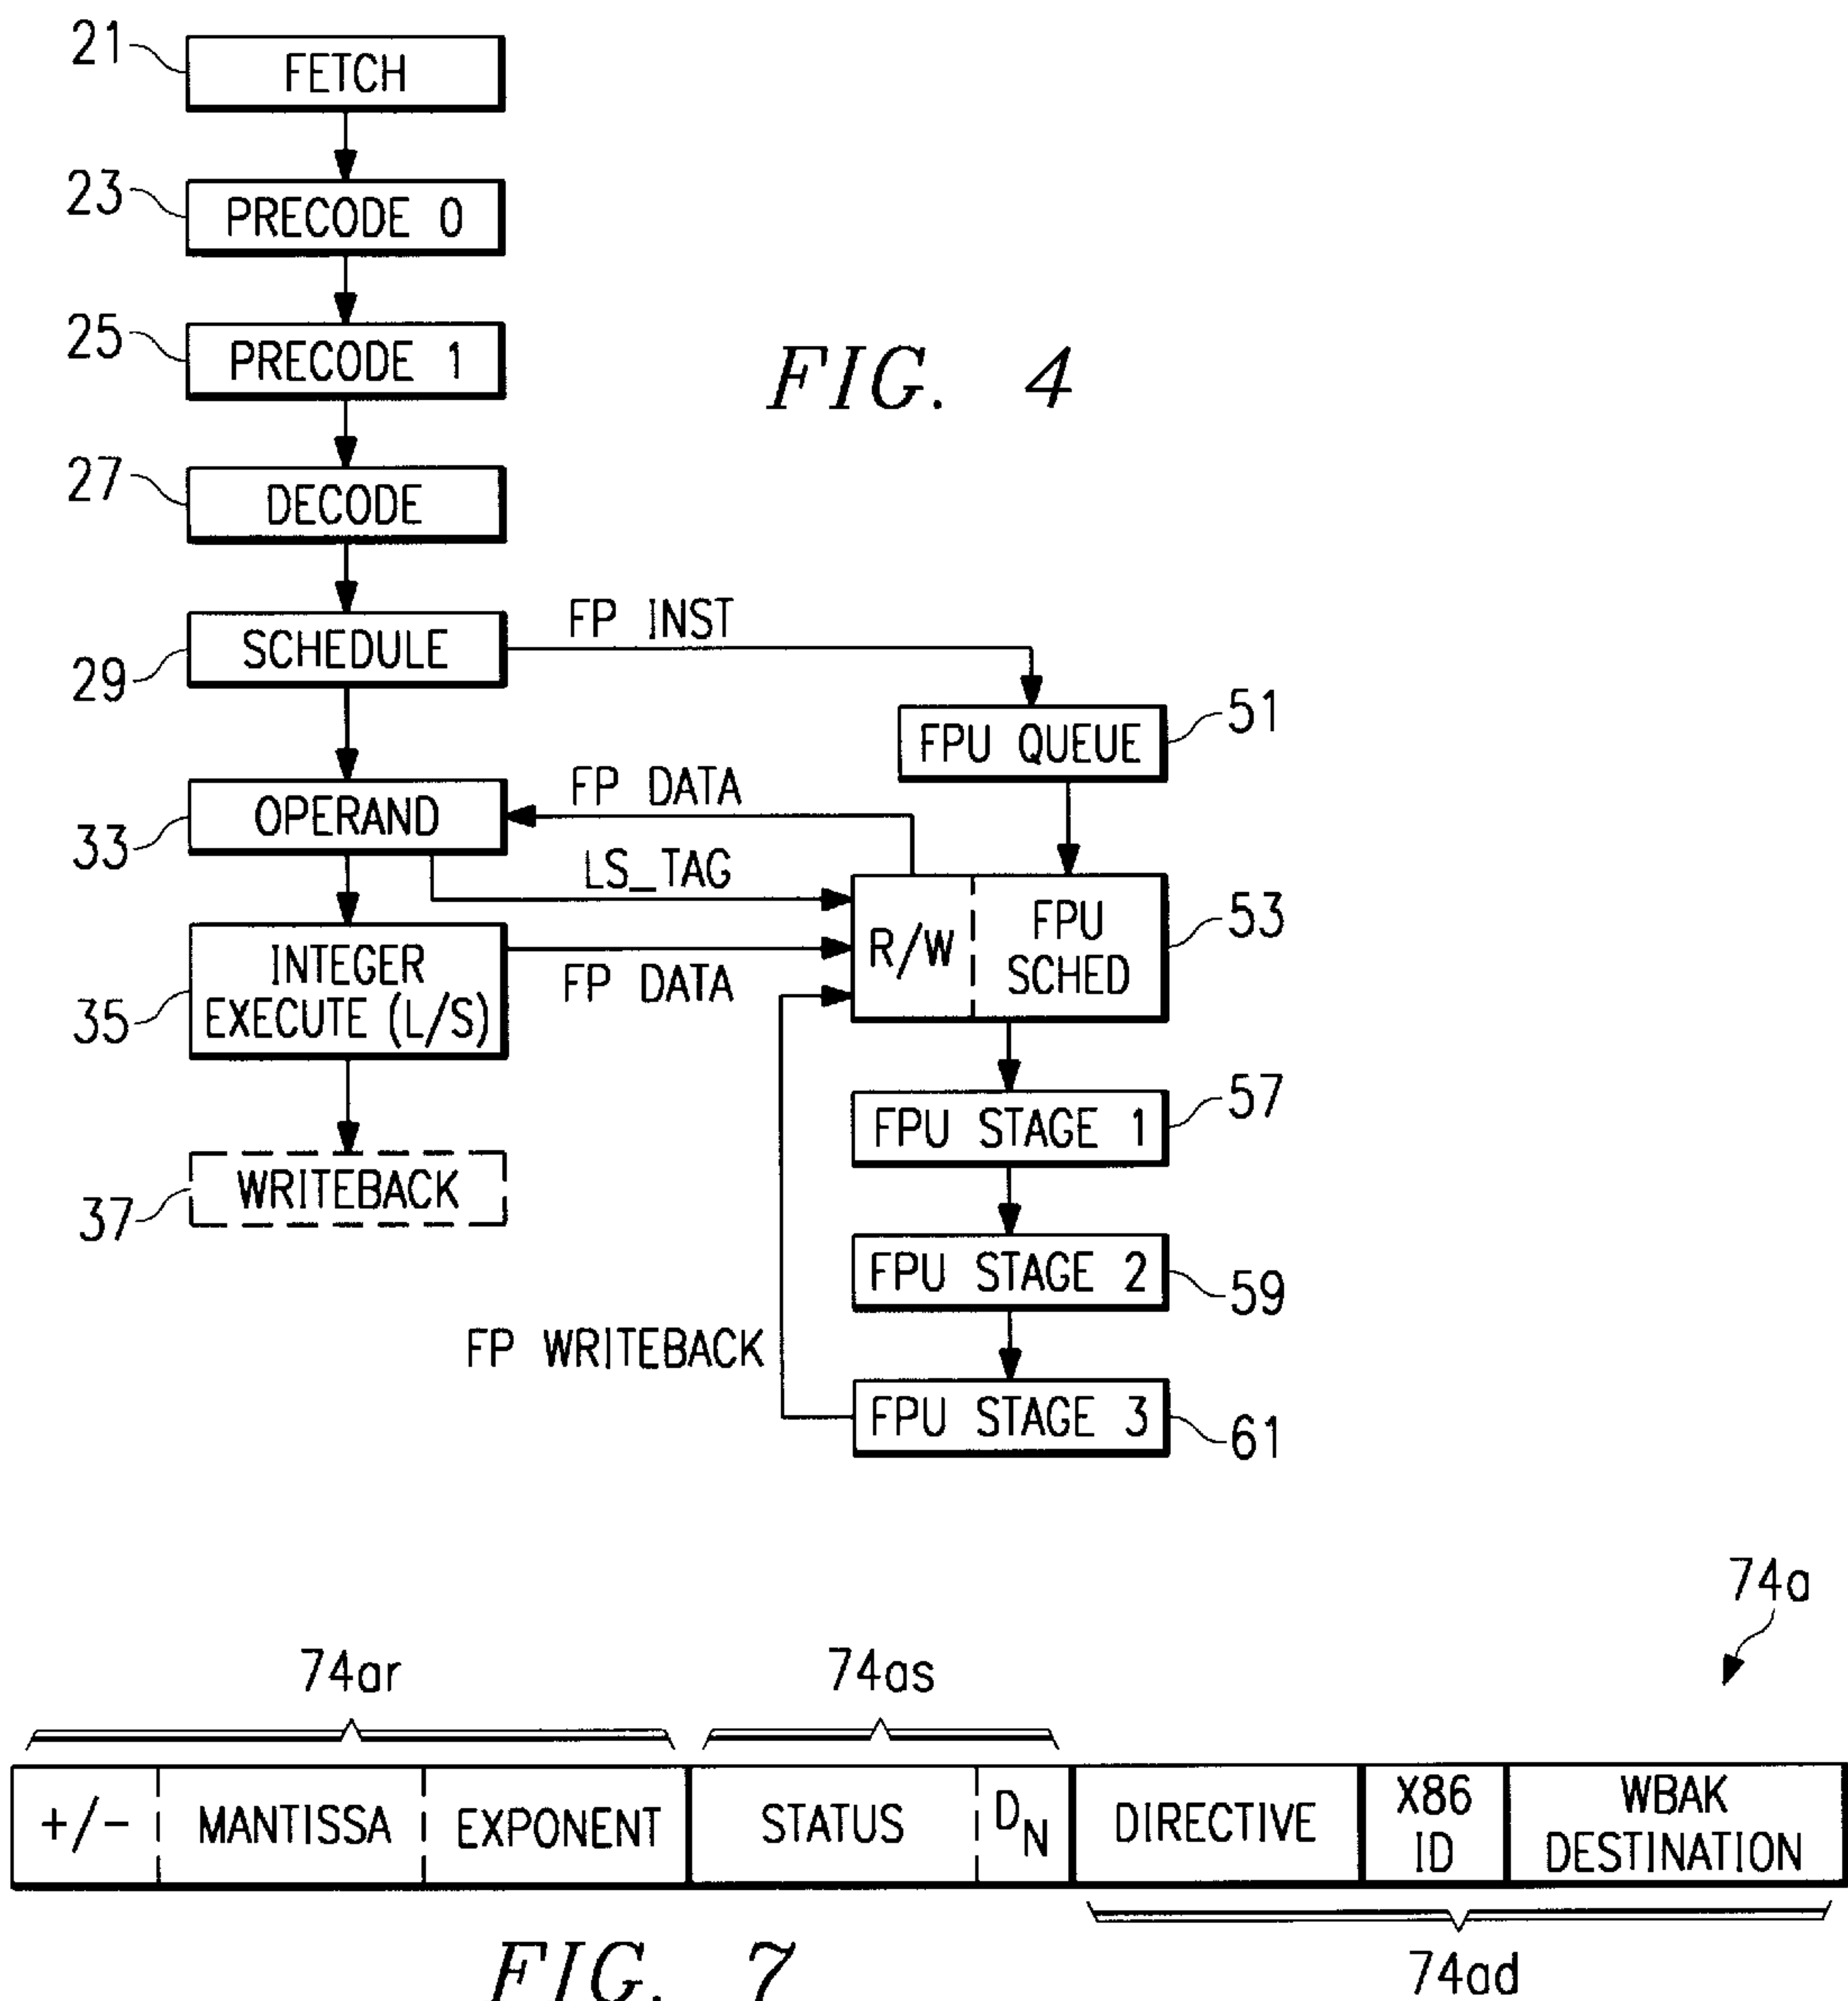 21
FETCH
23
PRECODE 0
25
PRECODE 1
FIG. 4
27
DECODE
29
SCHEDULE
FP INST
51
FPU QUEUE
33
OPERAND
FP DATA
LS_TAG
R/W
FPU
SCHED
53
35
INTEGER
EXECUTE (L/S)
FP DATA
57
FPU STAGE 1
37
WRITEBACK
FPU STAGE 2
59
FP WRITEBACK
FPU STAGE 3
61
74a
74ar
74as
+/- MANTISSA EXPONENT STATUS DN DIRECTIVE X86 ID WBAK DESTINATION
74ad
FIG. 7